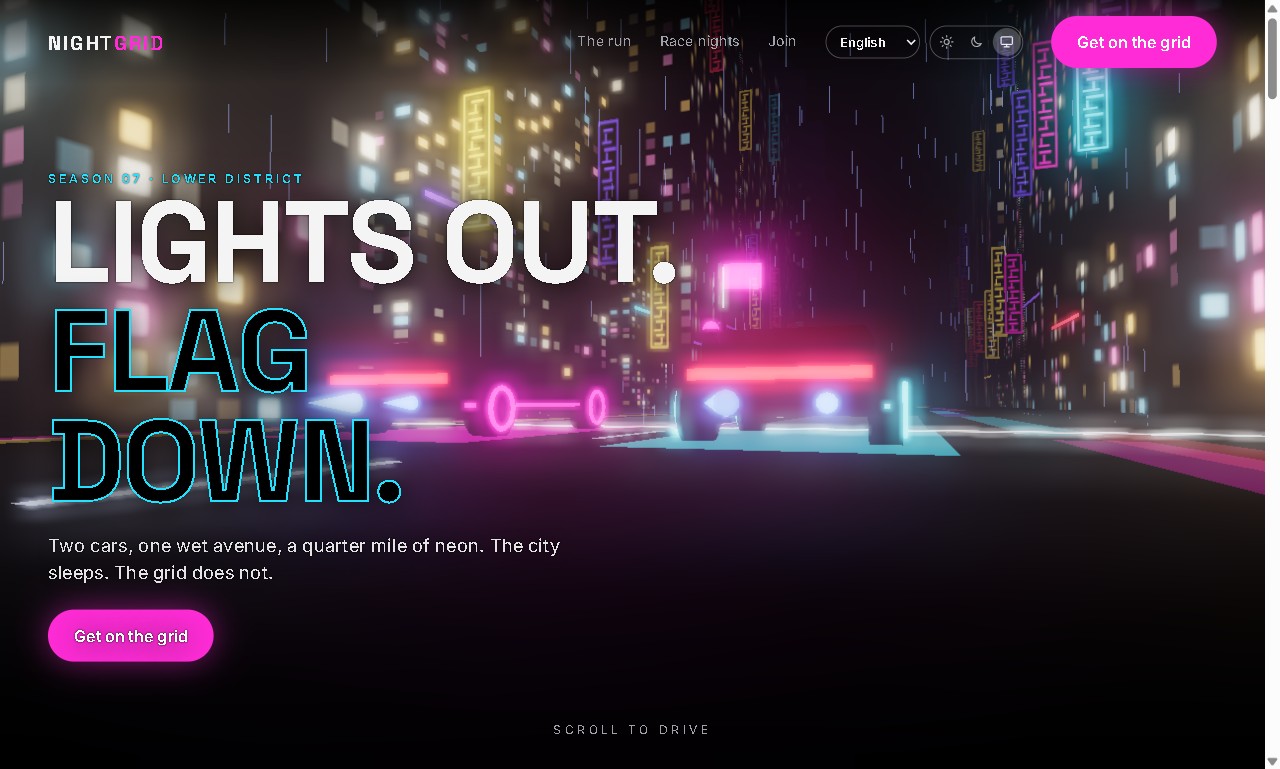 NIGHTGRID
The run
Race nights
Join
English
Get on the grid
SEASON 07 · LOWER DISTRICT
LIGHTS OUT.
FLAG
DOWN.
Two cars, one wet avenue, a quarter mile of neon. The city
sleeps. The grid does not.
Get on the grid
SCROLL TO DRIVE